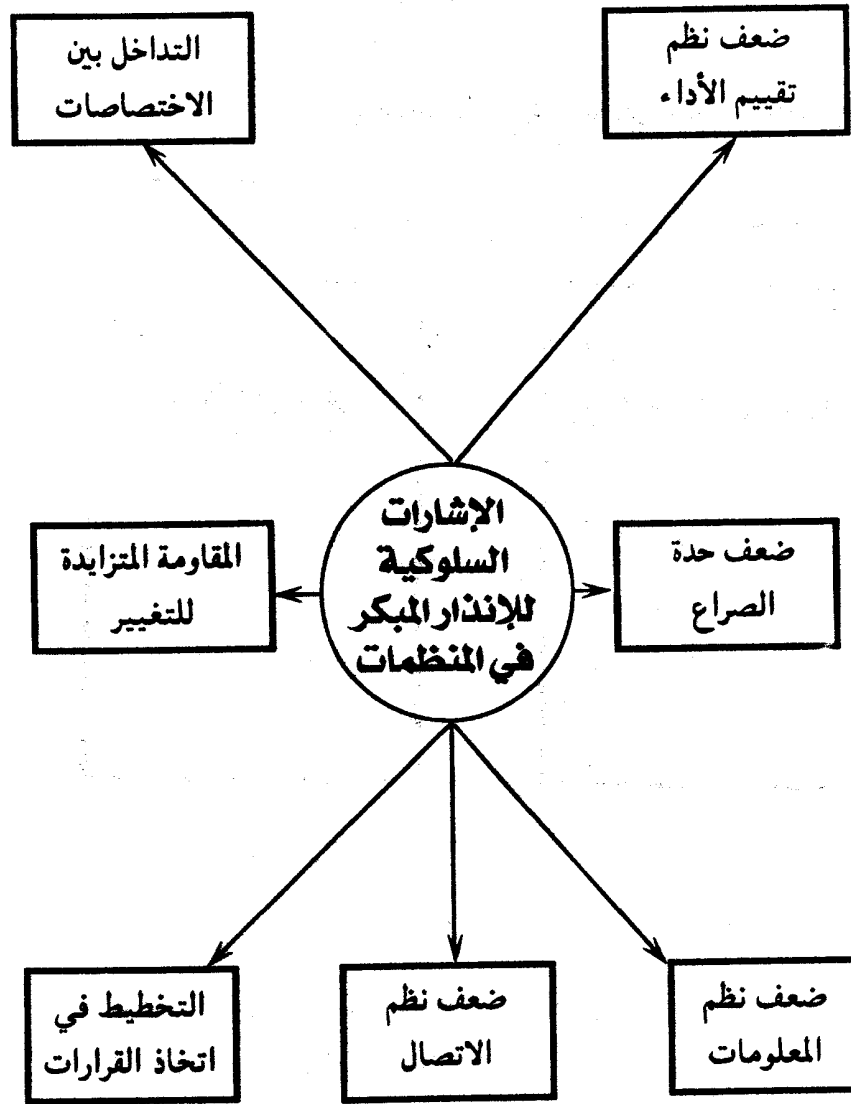 ضعف نظم
تقييم الأداء
التداخل بين
الاختصاصات
الإشارات
السلوكية
للإنذار المبكر
في المنظمات
ضعف حدة
الصراع
المقاومة المتزايدة
للتغيير
ضعف نظم
المعلومات
ضعف نظم
الاتصال
التخطيط في
اتخاذ القرارات